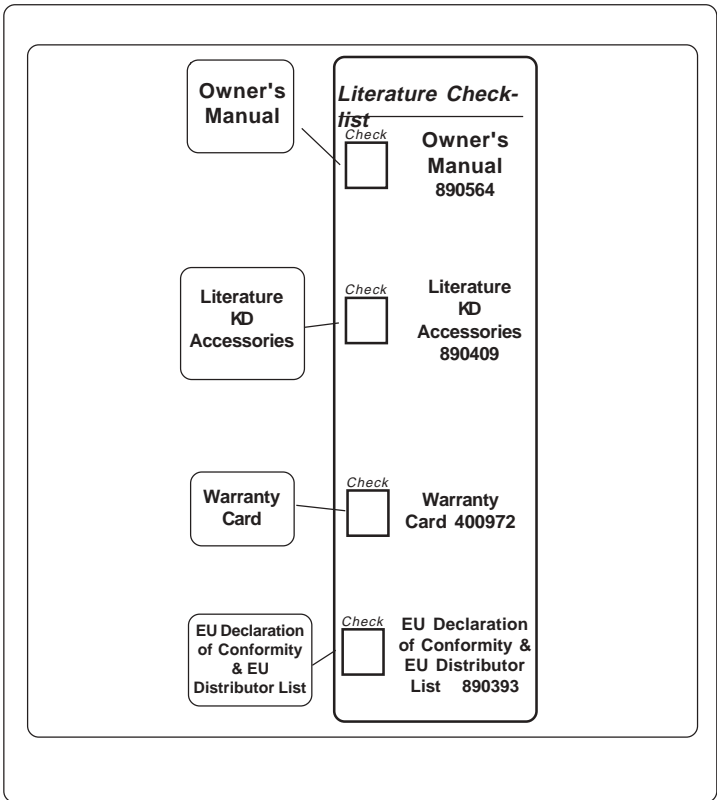 Owner's
Manual
Literature Check-
list
Check
Owner's
Manual
890564
Literature
KD
Accessories
Check
Literature
KD
Accessories
890409
Warranty
Card
Check
Warranty
Card 400972
EU Declaration
of Conformity
& EU
Distributor List
Check
EU Declaration
of Conformity &
EU Distributor
List 890393